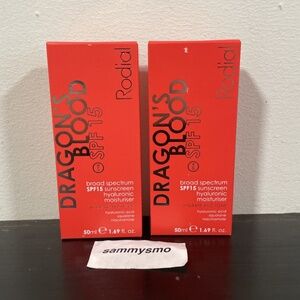 Rodial
DRAGON'S
BLOOD
SPF 15
broad spectrum
SPF15 sunscreen
hyaluronic
moisturiser
hyaluronic acid
squalane
niacinamide
50ml ℮ 1.69 fl. oz.
Rodial
DRAGON'S
BLOOD
SPF 15
broad spectrum
SPF15 sunscreen
hyaluronic
moisturiser
hyaluronic acid
squalane
niacinamide
50ml ℮ 1.69 fl. oz.
sammysmo